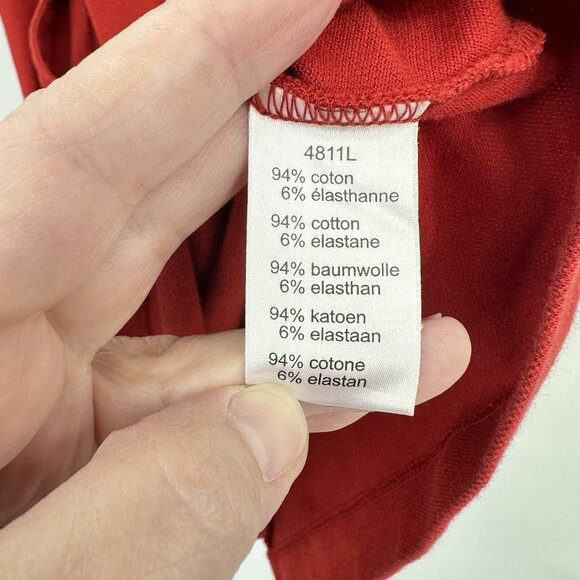 4811L
94% coton
6% élasthanne
94% cotton
6% elastane
94% baumwolle
6% elasthan
94% katoen
6% elastaan
94% cotone
6% elastan